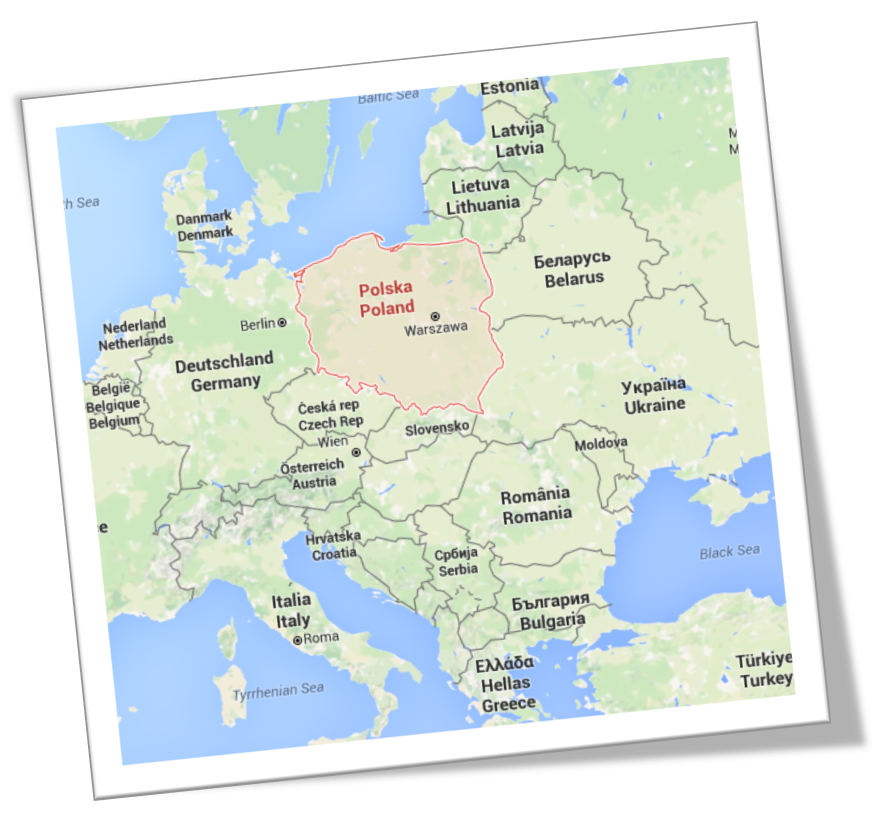 Baltic Sea
Estonia
Latvija
Latvia
Lietuva
Lithuania
h Sea
Danmark
Denmark
Беларусь
Belarus
Polska
Poland
Warszawa
Berlin
Nederland
Netherlands
Deutschland
Germany
België
Belgique
Belgium
Україна
Ukraine
Česká rep
Czech Rep
Slovensko
Wien
Österreich
Austria
Moldova
România
Romania
ce
Hrvatska
Croatia
Србија
Serbia
Black Sea
Italia
Italy
Roma
България
Bulgaria
Tyrrhenian Sea
Ελλάδα
Hellas
Greece
Türkiye
Turkey